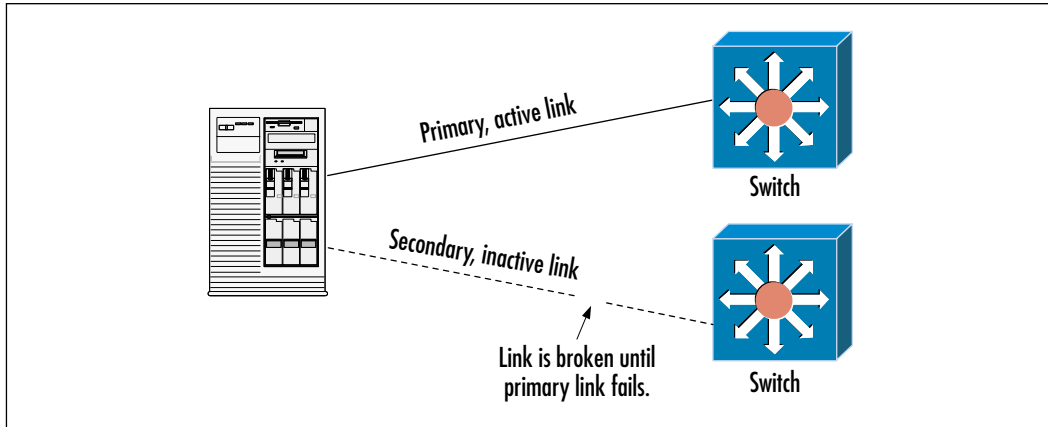 Primary, active link
Switch
Secondary, inactive link
Link is broken until
primary link fails.
Switch